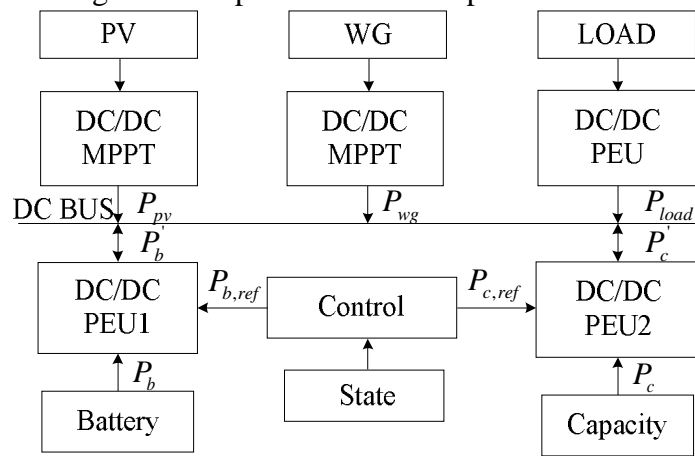 PV
WG
LOAD
DC/DC
MPPT
DC/DC
MPPT
DC/DC
PEU
DC BUS
P_pv
P_wg
P_load
P_b'
P_c'
DC/DC
PEU1
P_b,ref
Control
P_c,ref
DC/DC
PEU2
P_b
State
P_c
Battery
Capacity